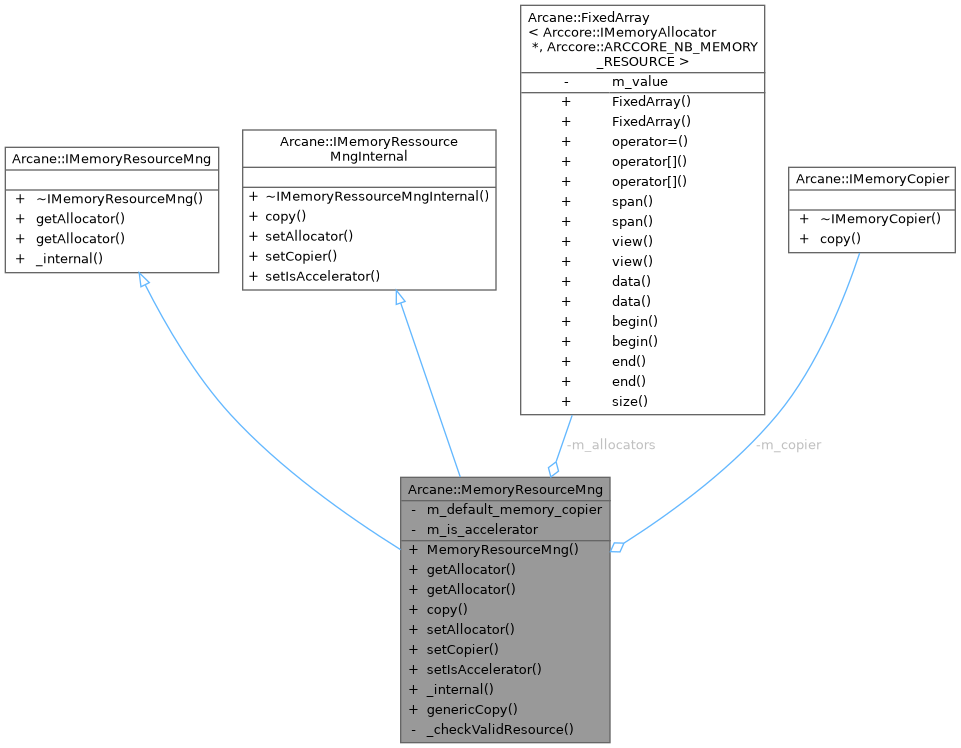 Arcane::FixedArray
< Arccore::IMemoryAllocator
*, Arccore::ARCCORE_NB_MEMORY
_RESOURCE >
- m_value
+ FixedArray()
+ FixedArray()
+ operator=()
+ operator[]()
+ operator[]()
+ span()
+ span()
+ view()
+ view()
+ data()
+ data()
+ begin()
+ begin()
+ end()
+ end()
+ size()
Arcane::IMemoryRessource
MngInternal
+ ~IMemoryRessourceMngInternal()
+ copy()
+ setAllocator()
+ setCopier()
+ setIsAccelerator()
Arcane::IMemoryResourceMng
+ ~IMemoryResourceMng()
+ getAllocator()
+ getAllocator()
+ _internal()
Arcane::IMemoryCopier
+ ~IMemoryCopier()
+ copy()
-m_allocators
-m_copier
Arcane::MemoryResourceMng
- m_default_memory_copier
- m_is_accelerator
+ MemoryResourceMng()
+ getAllocator()
+ getAllocator()
+ copy()
+ setAllocator()
+ setCopier()
+ setIsAccelerator()
+ _internal()
+ genericCopy()
- _checkValidResource()